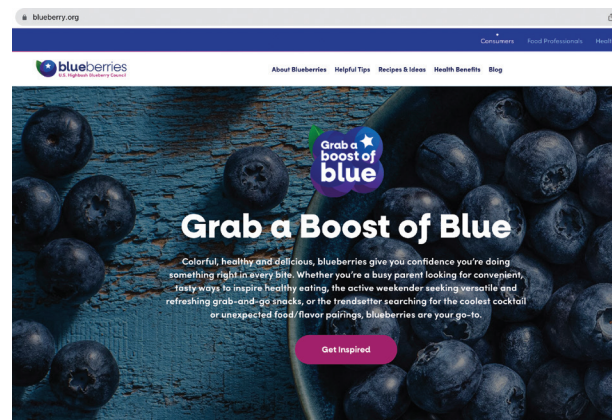 blueberry.org
Consumers Food Professionals Healt
blueberries
U.S. Highbush Blueberry Council
About Blueberries Helpful Tips Recipes & Ideas Health Benefits Blog
Grab a
boost of
blue
Grab a Boost of Blue
Colorful, healthy and delicious, blueberries give you confidence you're doing
something right in every bite. Whether you're a busy parent looking for convenient,
tasty ways to inspire healthy eating, the active weekender seeking versatile and
refreshing grab-and-go snacks, or the trendsetter searching for the coolest cocktail
or unexpected food/flavor pairings, blueberries are your go-to.
Get Inspired